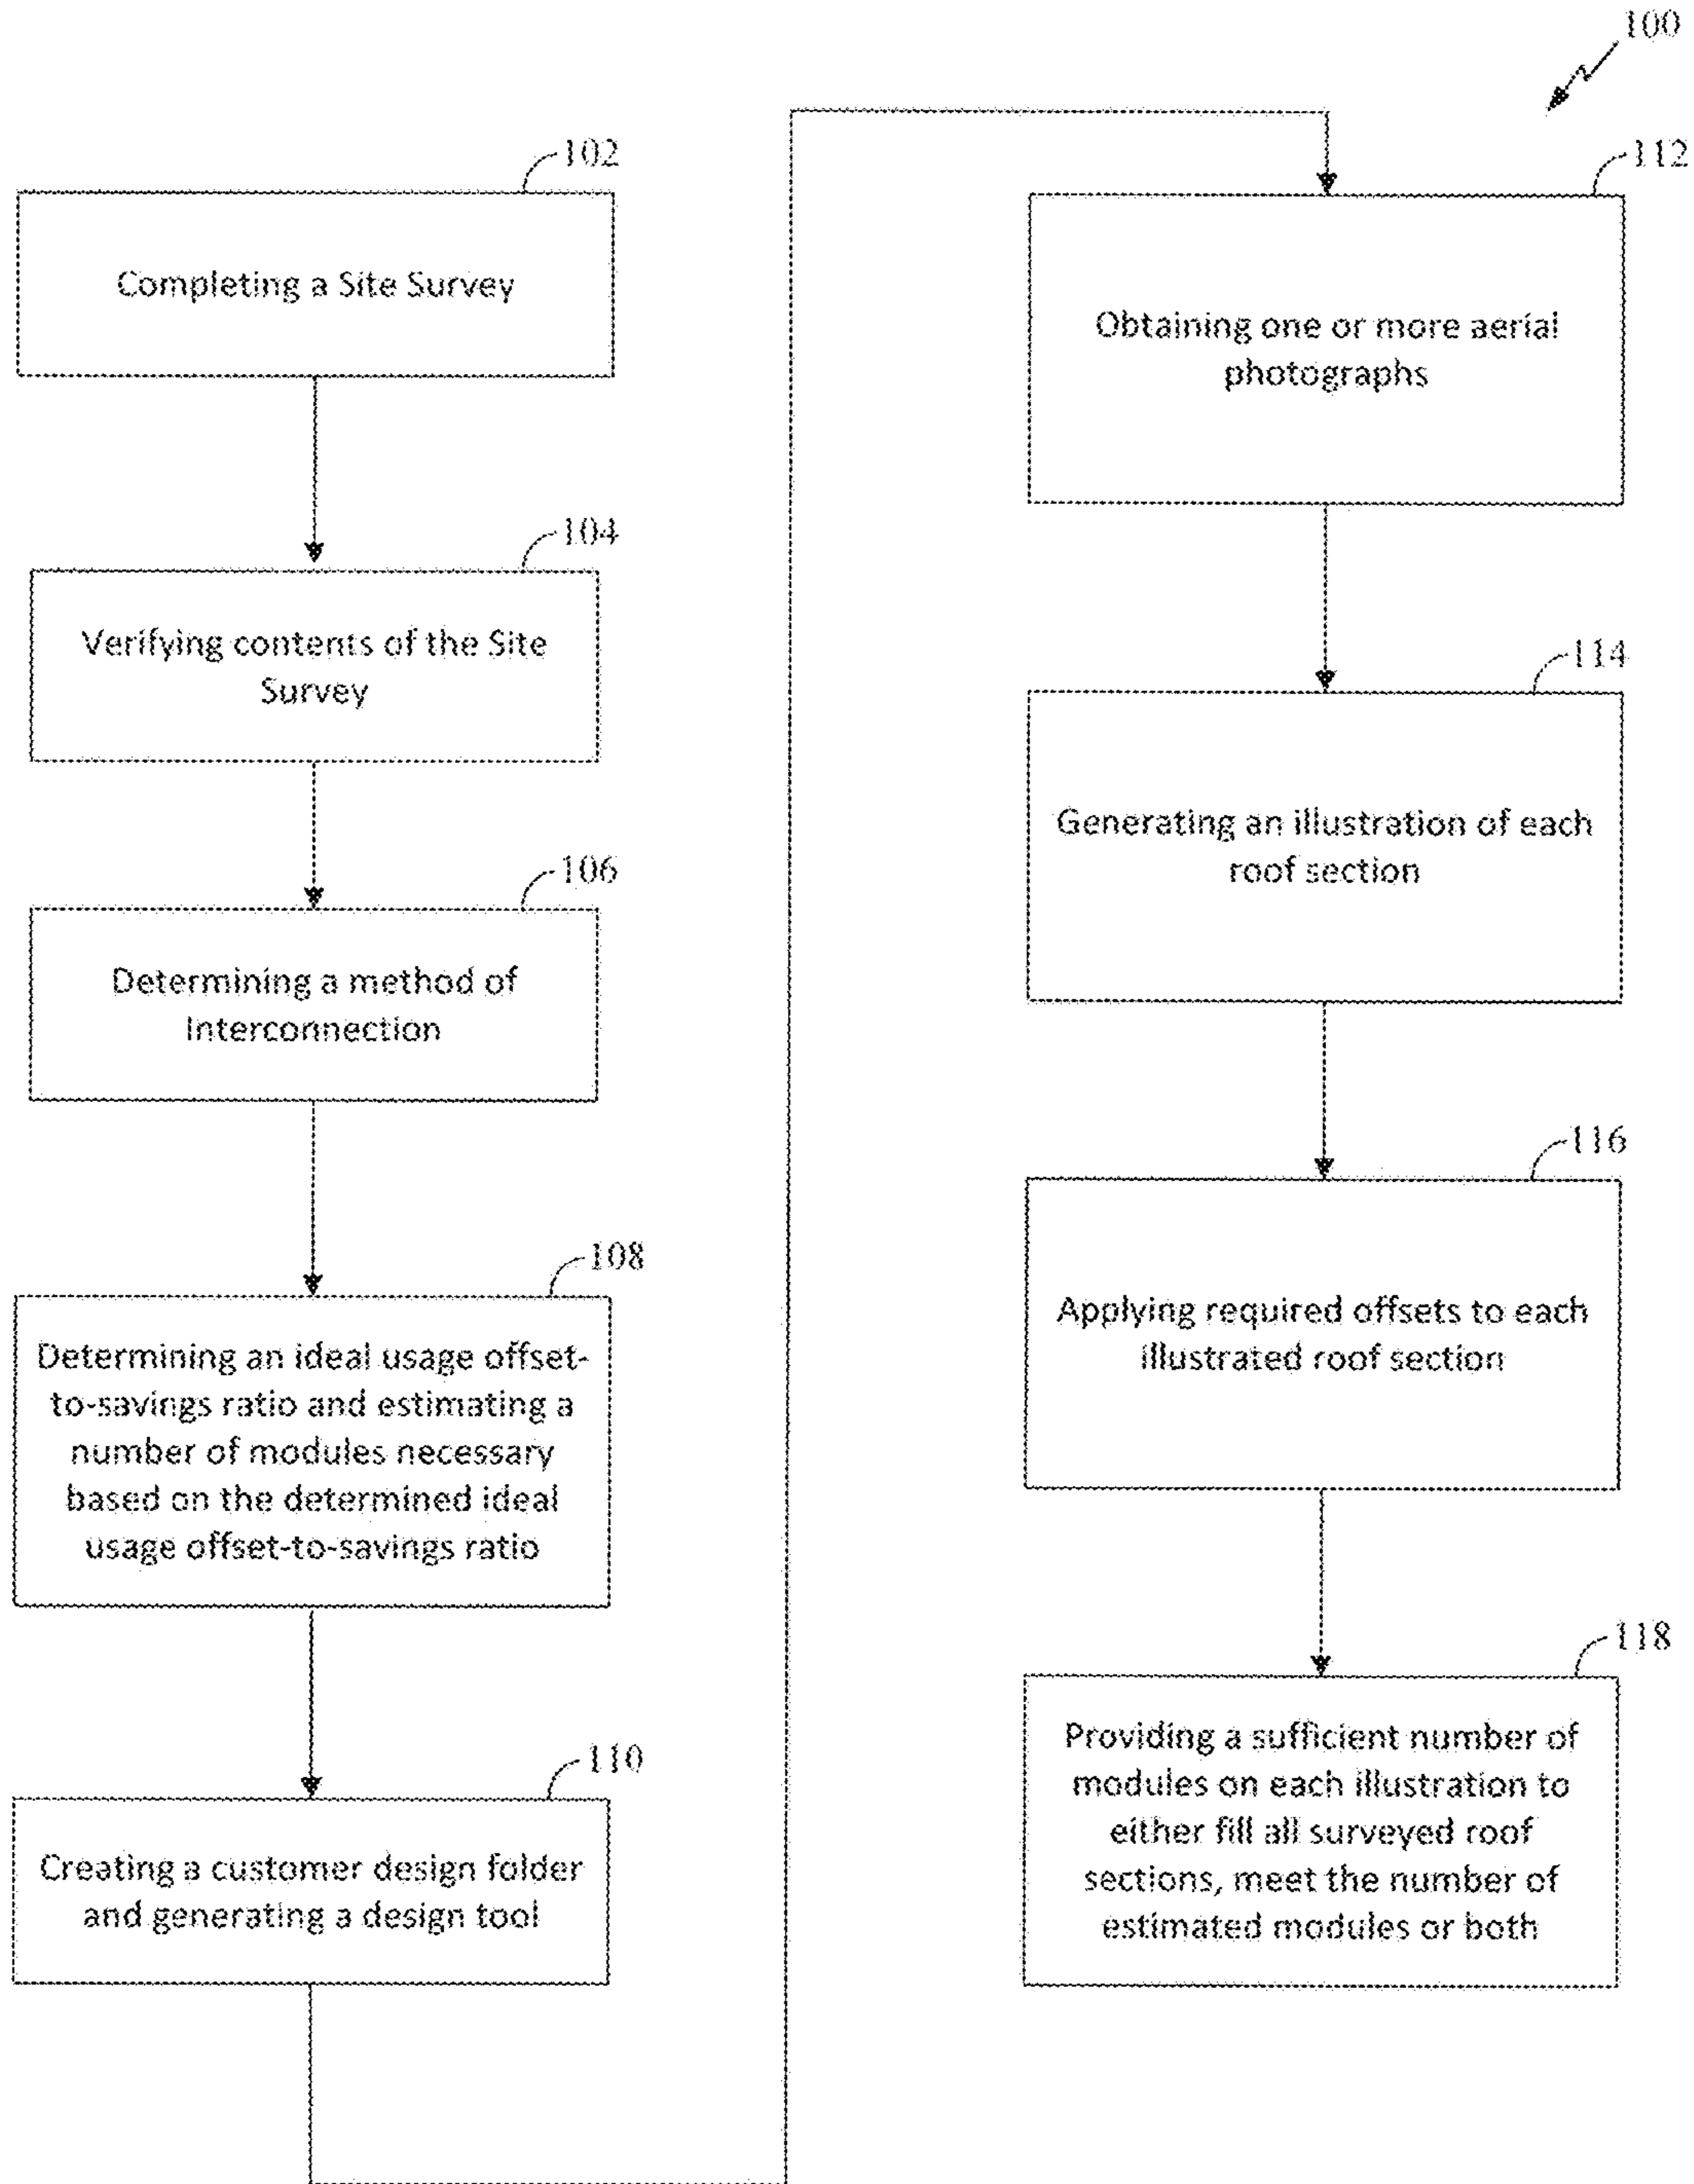 100
102
Completing a Site Survey
104
Verifying contents of the Site
Survey
106
Determining a method of
Interconnection
108
Determining an ideal usage offset-
to-savings ratio and estimating a
number of modules necessary
based on the determined ideal
usage offset-to-savings ratio
110
Creating a customer design folder
and generating a design tool
112
Obtaining one or more aerial
photographs
114
Generating an illustration of each
roof section
116
Applying required offsets to each
illustrated roof section
118
Providing a sufficient number of
modules on each illustration to
either fill all surveyed roof
sections, meet the number of
estimated modules or both